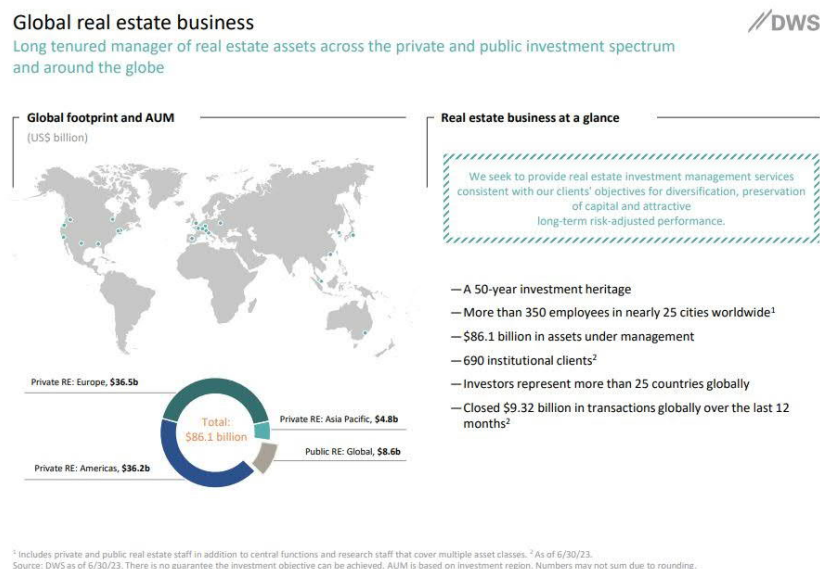 Global real estate business
DWS
Long tenured manager of real estate assets across the private and public investment spectrum
and around the globe
Global footprint and AUM
(US$ billion)
Private RE: Europe, $36.5b
Total:
$86.1 billion
Private RE: Asia Pacific, $4.8b
Public RE: Global, $8.6b
Private RE: Americas, $36.2b
Real estate business at a glance
We seek to provide real estate investment management services
consistent with our clients' objectives for diversification, preservation
of capital and attractive
long-term risk-adjusted performance.
—A 50-year investment heritage
—More than 350 employees in nearly 25 cities worldwide¹
—$86.1 billion in assets under management
—690 institutional clients²
—Investors represent more than 25 countries globally
—Closed $9.32 billion in transactions globally over the last 12
months²
¹ Includes private and public real estate staff in addition to central functions and research staff that cover multiple asset classes. ² As of 6/30/23.
Source: DWS as of 6/30/23. There is no guarantee the investment objective can be achieved. AUM is based on investment region. Numbers may not sum due to rounding.